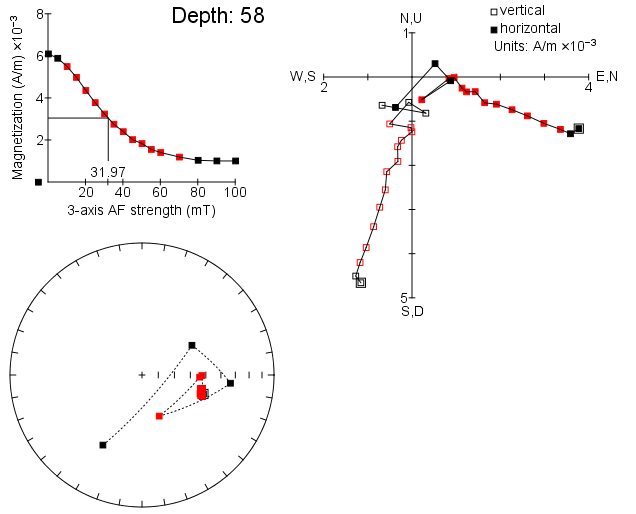 Depth: 58
Magnetization (A/m) ×10⁻³
8
6
4
2
31.97
20 40 60 80 100
3-axis AF strength (mT)
□ vertical
■ horizontal
Units: A/m ×10⁻³
N,U
1
W,S
E,N
2
4
5
S,D